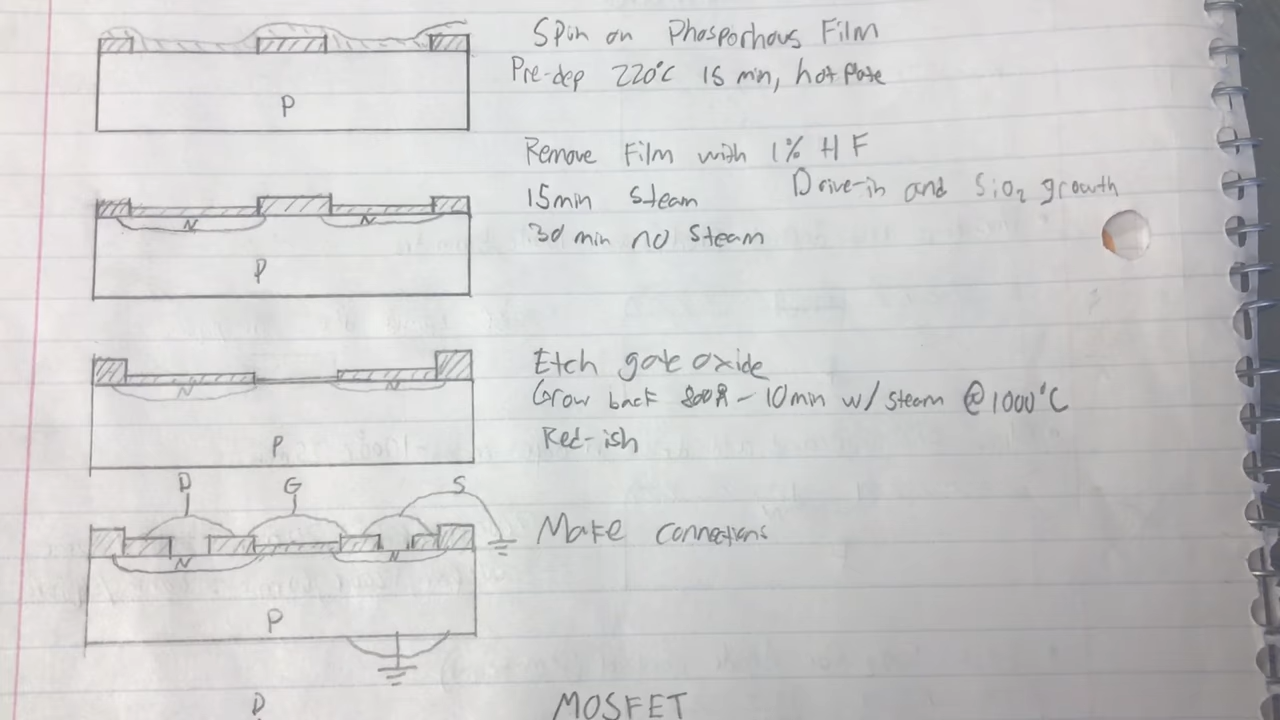 Spin on Phosporhous Film
Pre-dep 220°C 15 min, hot plate
P
Remove Film with 1% HF
15min steam Drive-in and SiO2 growth
30 min no steam
N N
P
Etch gate oxide
Grow back 800Å - 10min w/ steam @1000°C
Red-ish
N N
P
D G S
Make connections
N N
P
D
MOSFET